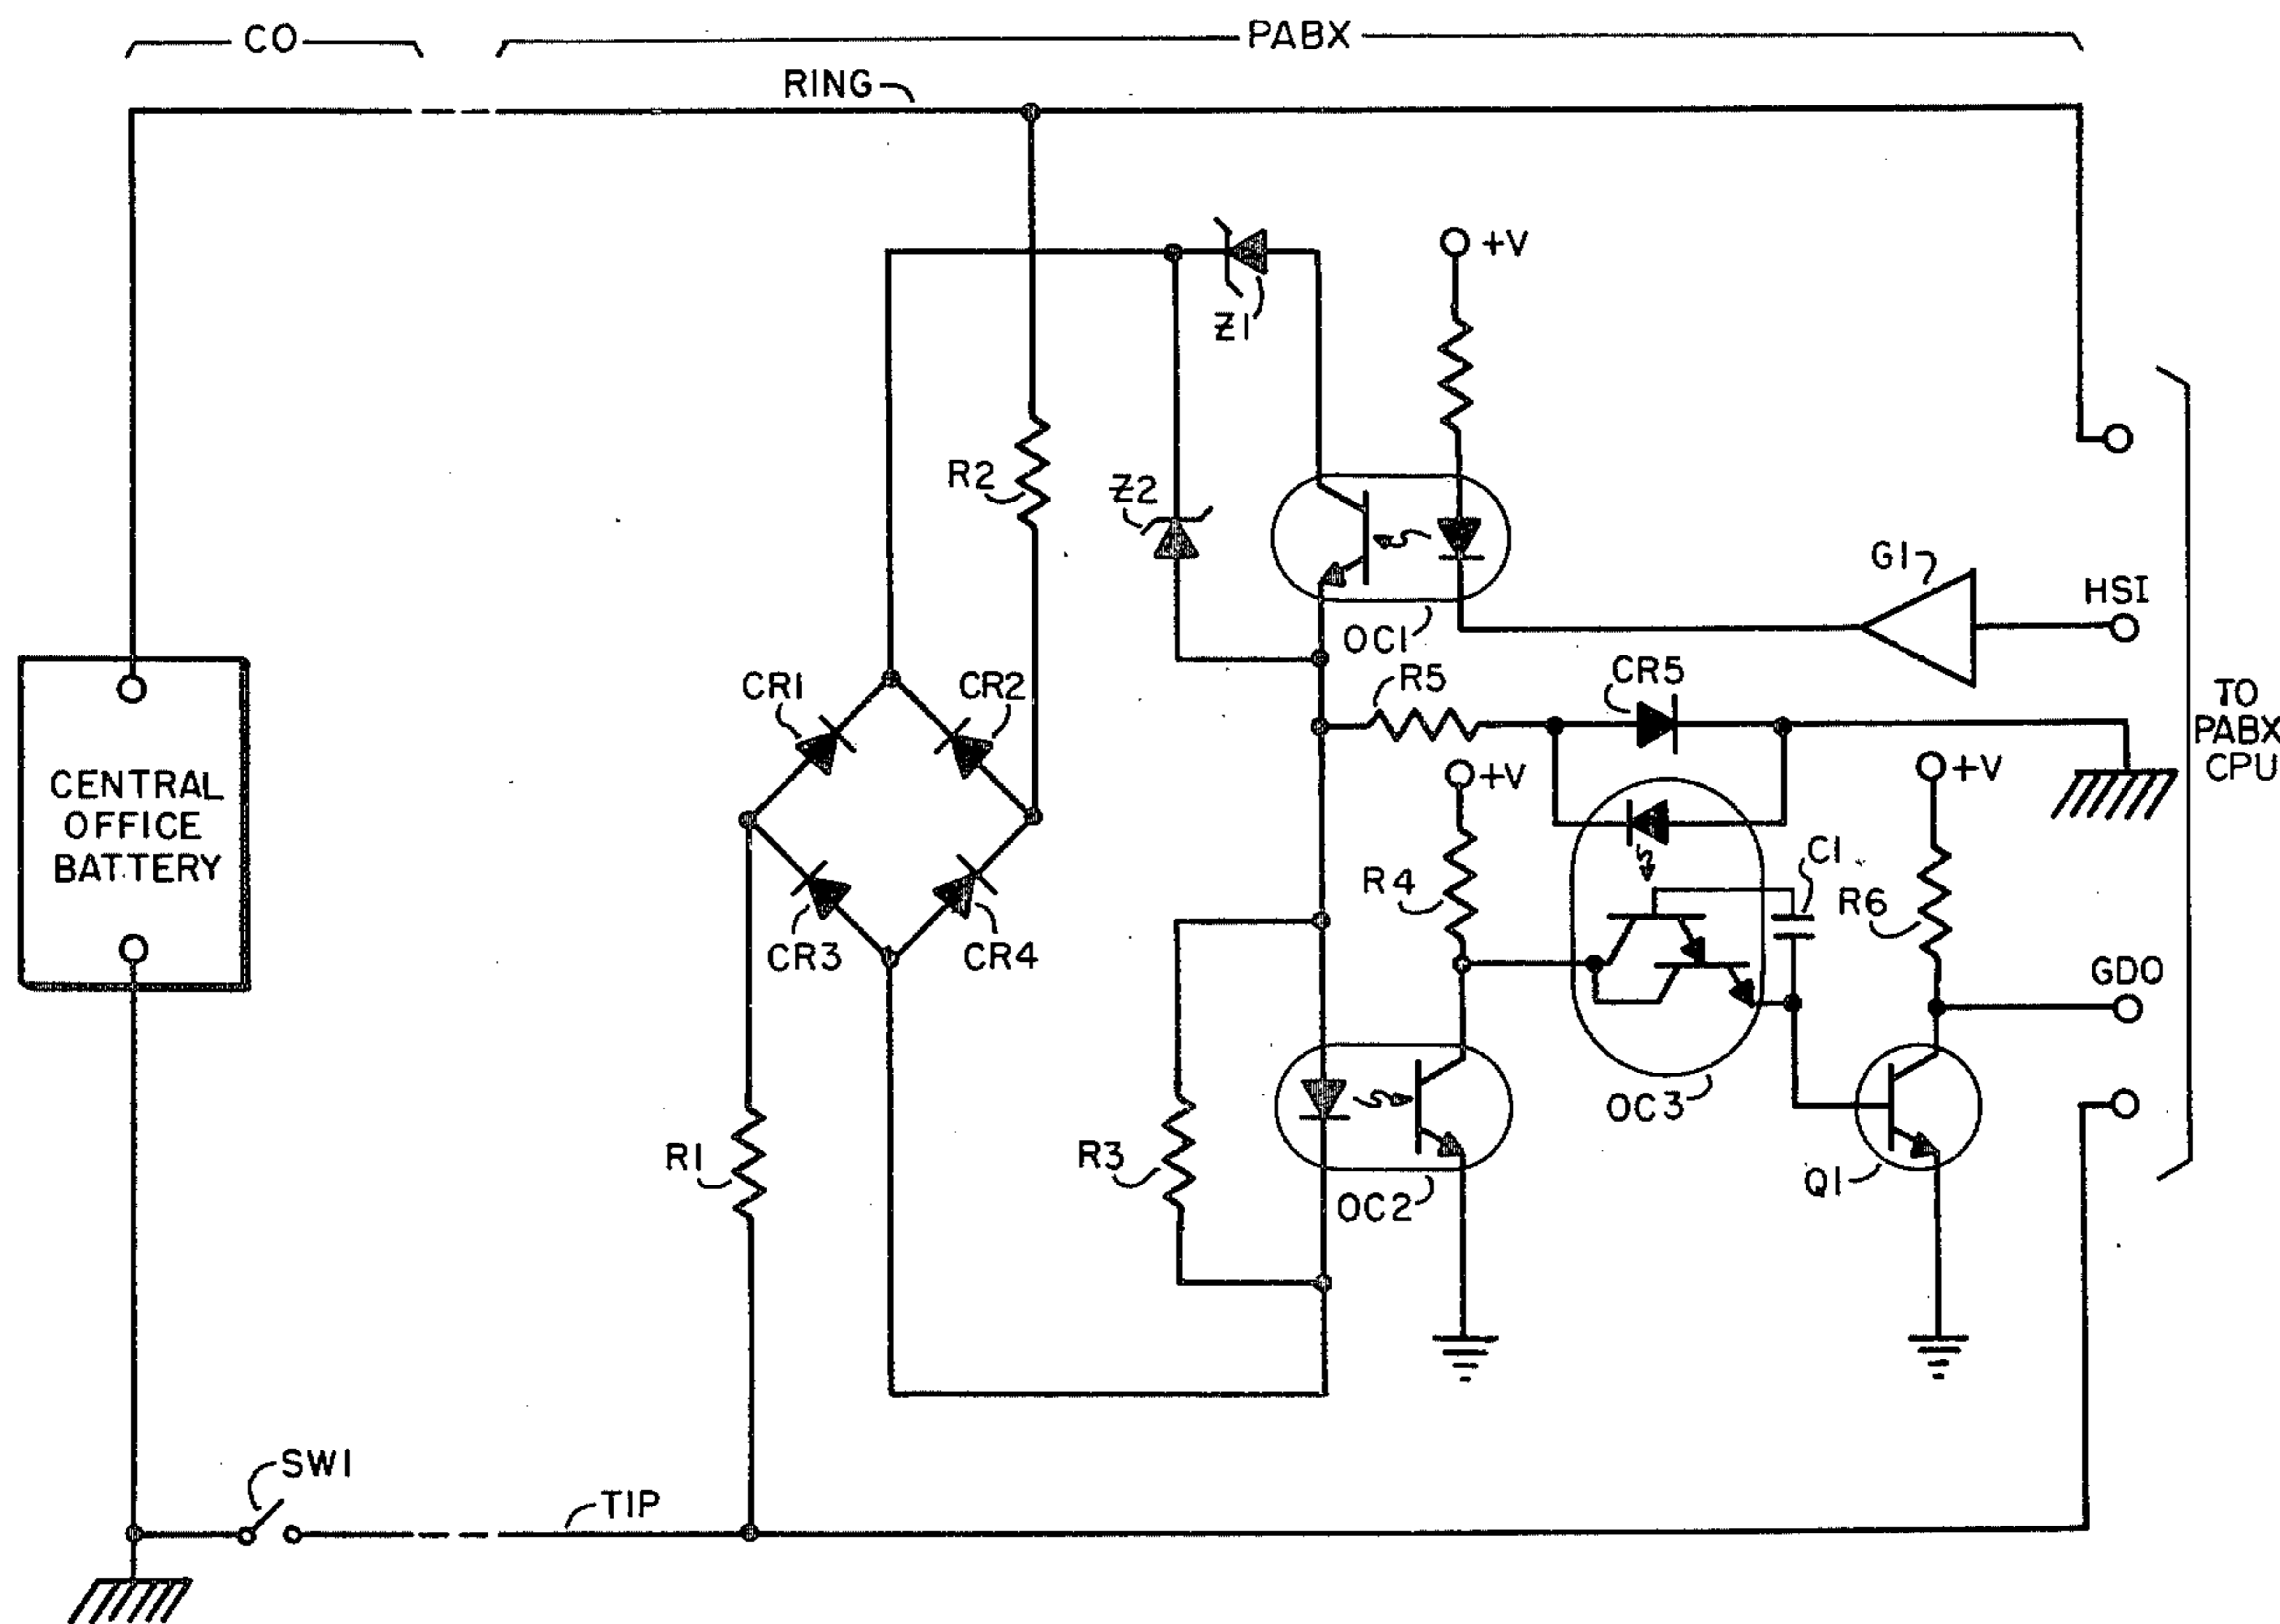 CO
PABX
RING
+V
Z1
R2
Z2
G1
HSI
OC1
CR1
CR2
R5
CR5
TO
PABX
CPU
CENTRAL
OFFICE
BATTERY
+V
+V
C1
R4
R6
CR3
CR4
GDO
OC3
R1
R3
OC2
Q1
SW1
TIP